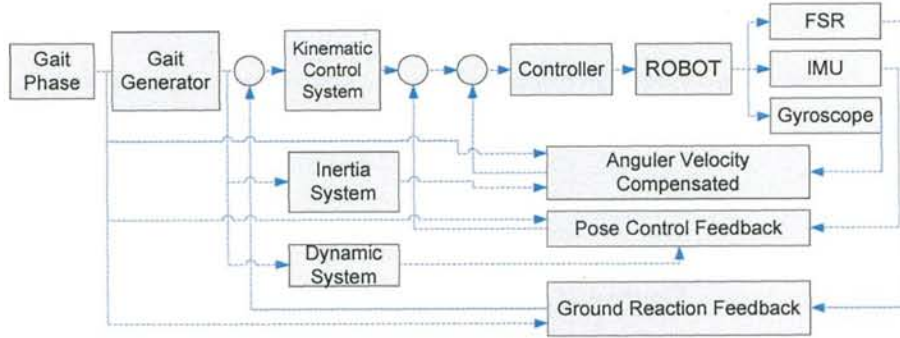 Gait
Phase
Gait
Generator
Kinematic
Control
System
Controller
ROBOT
FSR
IMU
Gyroscope
Anguler Velocity
Compensated
Inertia
System
Pose Control Feedback
Dynamic
System
Ground Reaction Feedback